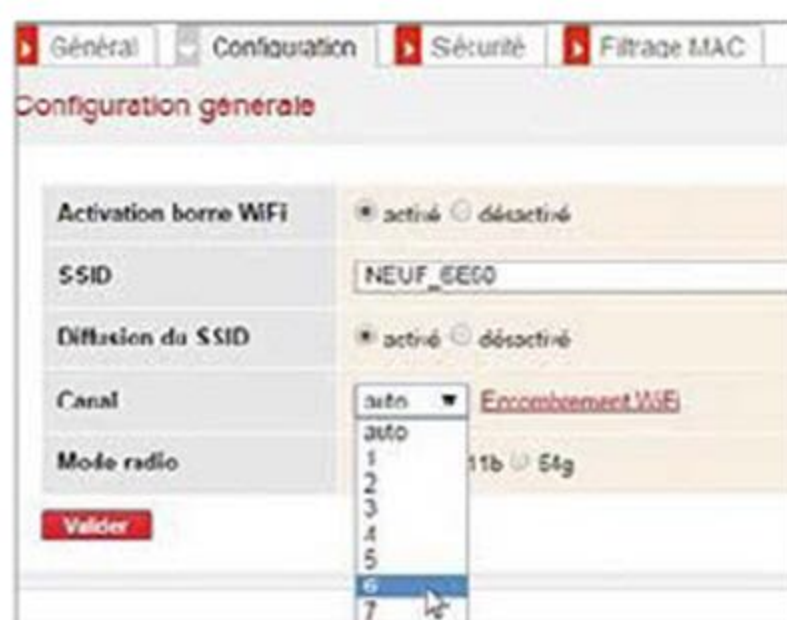 Général Configuration Sécurité Filtrage MAC
Configuration générale
Activation borne WiFi activé désactivé
SSID NEUF_6E60
Diffusion du SSID activé désactivé
Canal auto Encombrement WiFi
auto
1
Mode radio 11b 54g
2
3
Valider
4
5
6
7